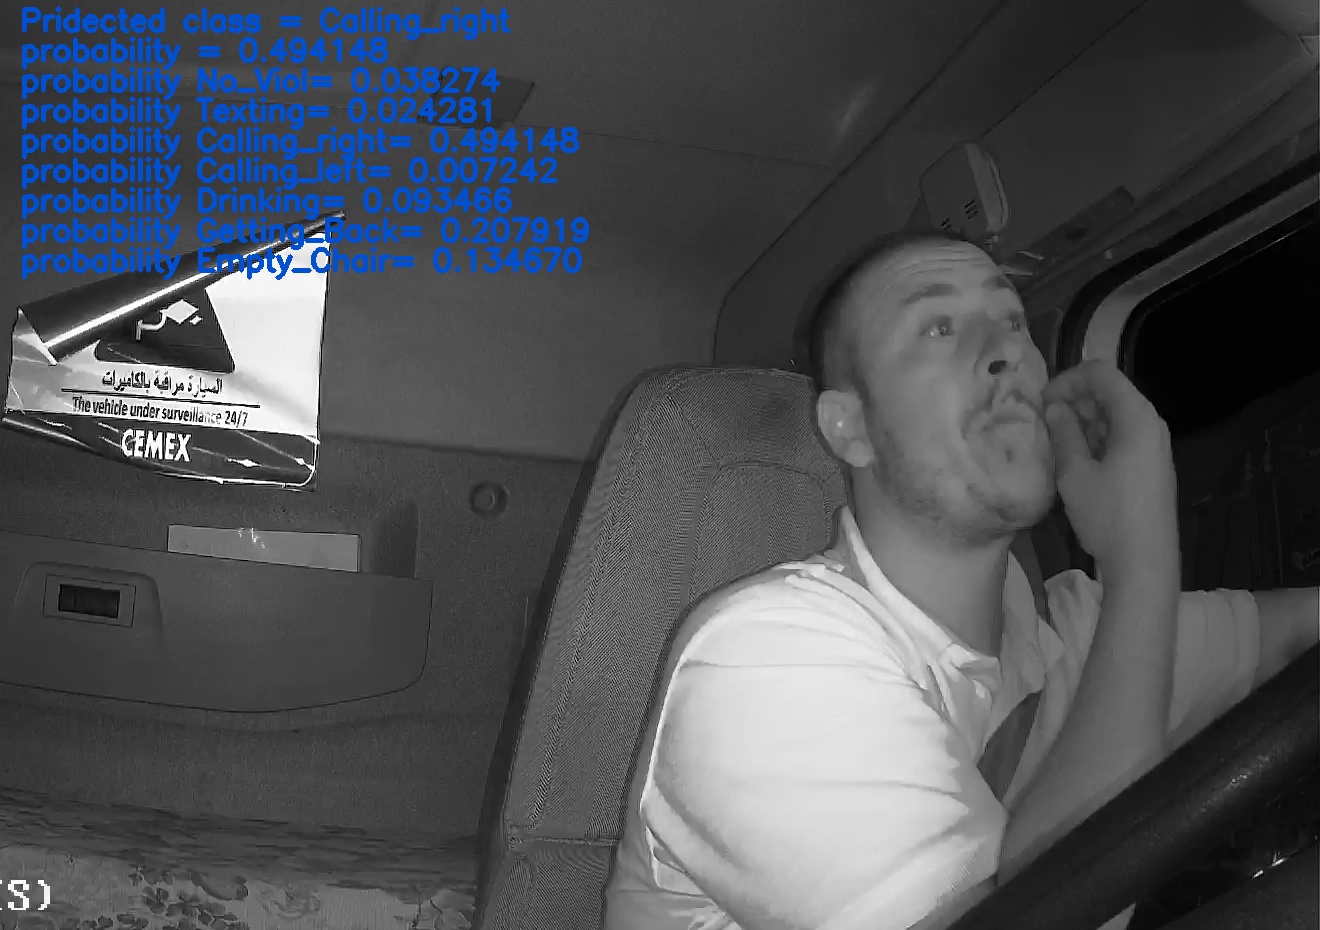 Pridected class = Calling_right
probability = 0.494148
probability No_Viol= 0.038274
probability Texting= 0.024281
probability Calling_right= 0.494148
probability Calling_left= 0.007242
probability Drinking= 0.093466
probability Getting_Back= 0.207919
probability Empty_Chair= 0.134670
السيارة مراقبة بالكاميرات
The vehicle under surveillance 24/7
CEMEX
S)